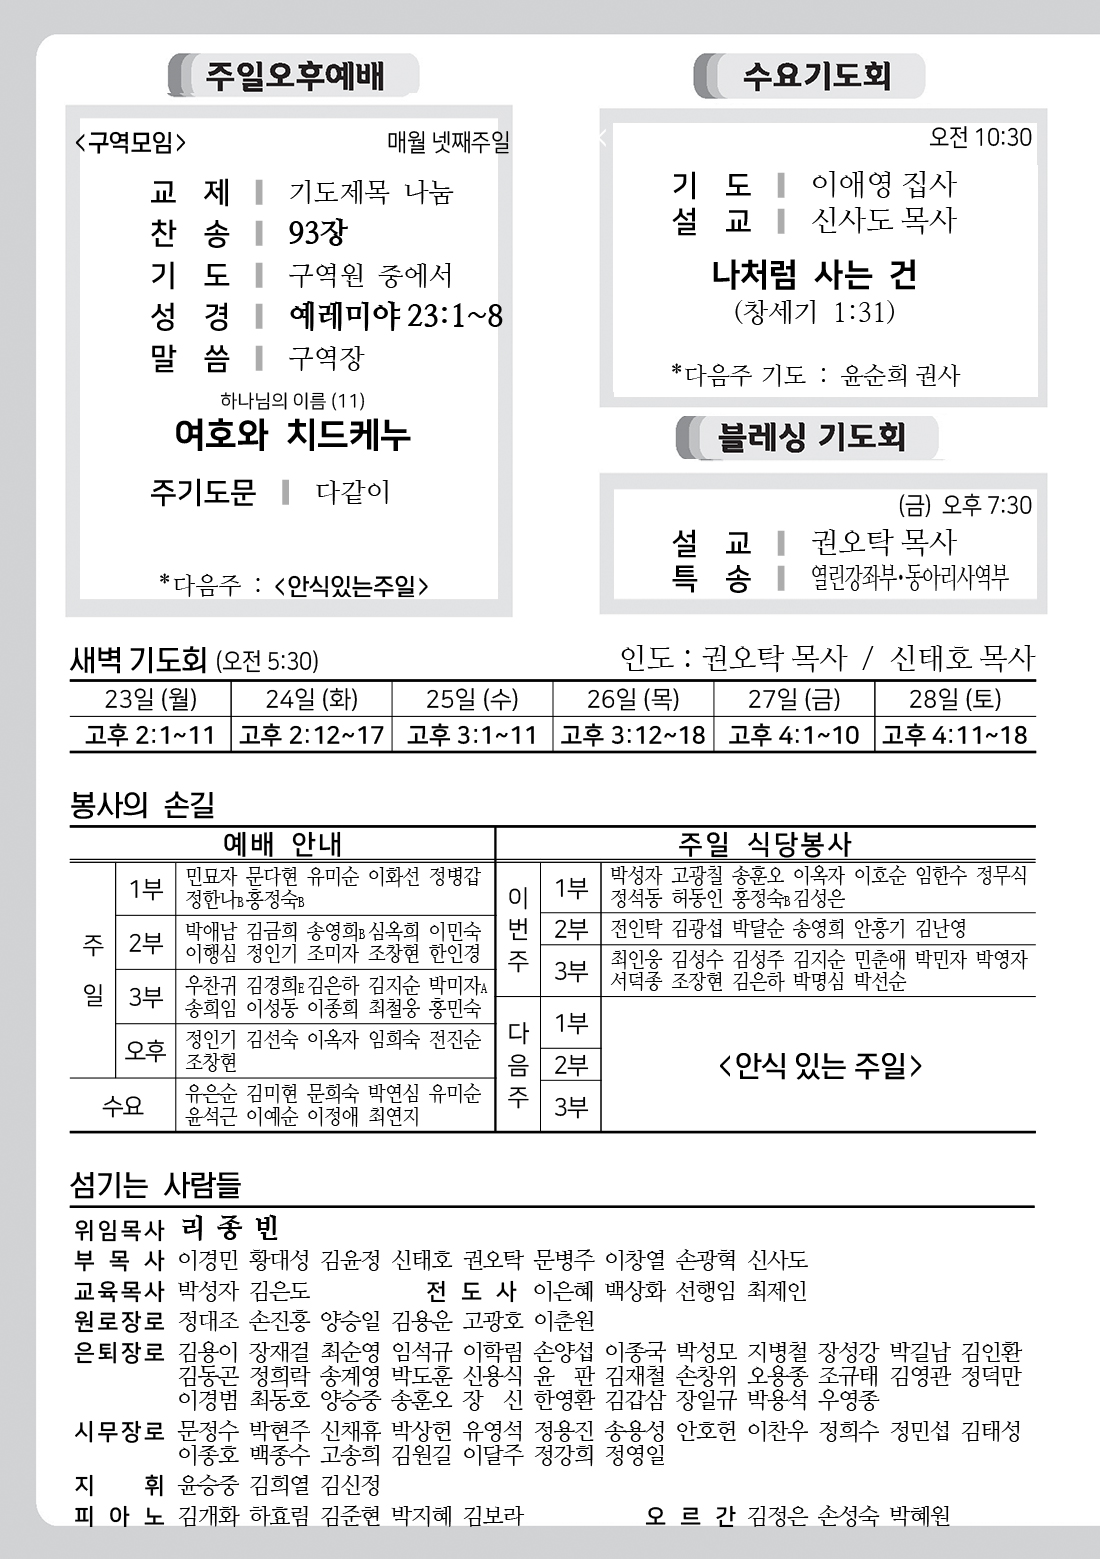 주일오후예배
<구역모임> 매월 넷째주일
교 제 기도제목 나눔
찬 송 93장
기 도 구역원 중에서
성 경 예레미야 23:1~8
말 씀 구역장
하나님의 이름 (11)
여호와 치드케누
주기도문 다같이
*다음주 : <안식있는주일>
수요기도회
오전 10:30
기 도 이애영 집사
설 교 신사도 목사
나처럼 사는 건
(창세기 1:31)
*다음주 기도 : 윤순희 권사
블레싱 기도회
(금) 오후 7:30
설 교 권오탁 목사
특 송 열린강좌부·동아리사역부
새벽 기도회 (오전 5:30) 인도 : 권오탁 목사 / 신태호 목사
23일 (월) 24일 (화) 25일 (수) 26일 (목) 27일 (금) 28일 (토)
고후 2:1~11 고후 2:12~17 고후 3:1~11 고후 3:12~18 고후 4:1~10 고후 4:11~18
봉사의 손길
예배 안내
주일
1부 민묘자 문다현 유미순 이화선 정병갑
정한나B 홍정숙B
2부 박애남 김금희 송영희B 심옥희 이민숙
이행심 정인기 조미자 조창현 한인경
3부 우찬귀 김경희E 김은하 김지순 박미자A
송희임 이성동 이종희 최철웅 홍민숙
오후 정인기 김선숙 이옥자 임희숙 전진순
조창현
수요 유은순 김미현 문희숙 박연심 유미순
윤석근 이예순 이정애 최연지
주일 식당봉사
이번주
1부 박성자 고광칠 송훈오 이옥자 이호순 임한수 정무식
정석동 허동인 홍정숙B 김성은
2부 전인탁 김광섭 박달순 송영희 안흥기 김난영
3부 최인웅 김성수 김성주 김지순 민춘애 박민자 박영자
서덕종 조장현 김은하 박명심 박선순
다음주
1부
2부 <안식 있는 주일>
3부
섬기는 사람들
위임목사 리 종 빈
부 목 사 이경민 황대성 김윤정 신태호 권오탁 문병주 이창열 손광혁 신사도
교육목사 박성자 김은도 전 도 사 이은혜 백상화 선행임 최제인
원로장로 정대조 손진홍 양승일 김용운 고광호 이춘원
은퇴장로 김용이 장재걸 최순영 임석규 이학림 손양섭 이종국 박성모 지병철 장성강 박길남 김인환
김동곤 정희락 송계영 박도훈 신용식 윤 판 김재철 손창위 오용종 조규태 김영관 정덕만
이경범 최동호 양승중 송훈오 장 신 한영환 김갑삼 장일규 박용석 우영종
시무장로 문정수 박현주 신채휴 박상헌 유영석 정용진 송용성 안호헌 이찬우 정희수 정민섭 김태성
이종호 백종수 고송희 김원길 이달주 정강희 정영일
지 휘 윤승중 김희열 김신정
피 아 노 김개화 하효림 김준현 박지혜 김보라 오 르 간 김정은 손성숙 박혜원